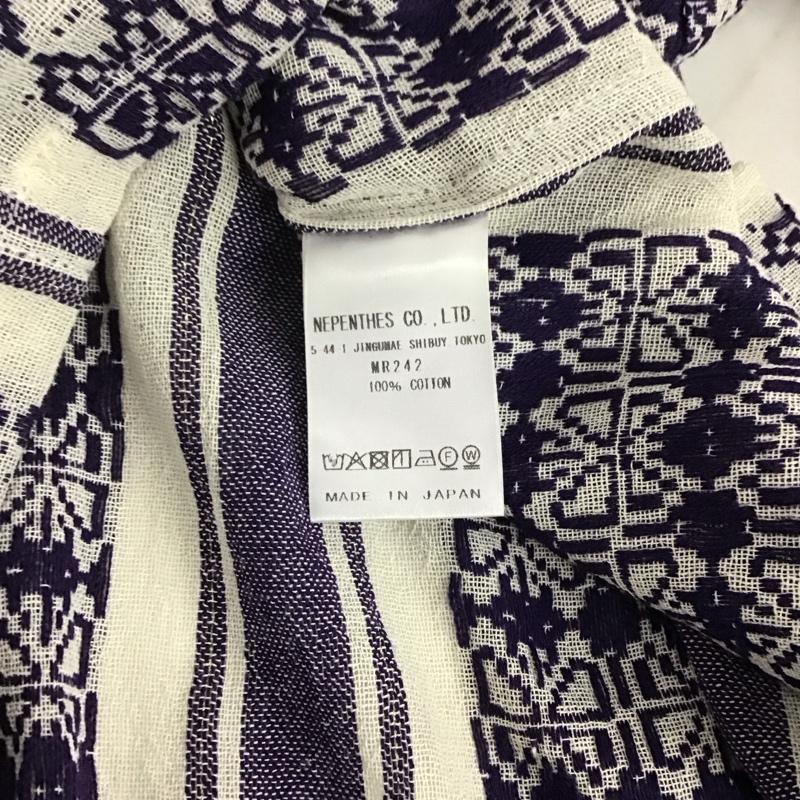 NEPENTHES CO.,LTD.
5 44 1 JINGUMAE SHIBUY TOKYO
MR242
100% COTTON
F W
MADE IN JAPAN